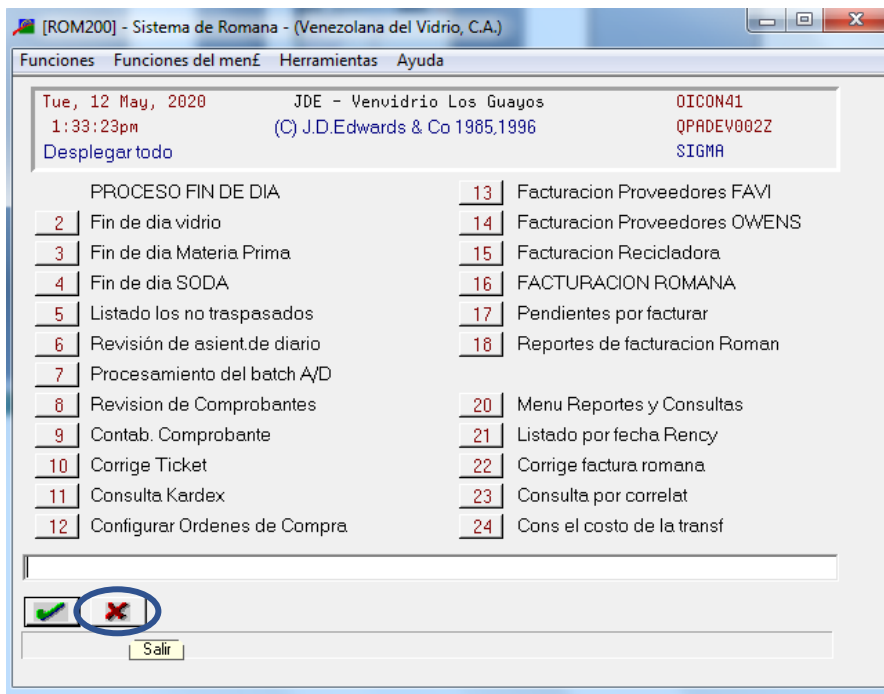 [ROM200] - Sistema de Romana - (Venezolana del Vidrio, C.A.)
Funciones Funciones del men£ Herramientas Ayuda
Tue, 12 May, 2020 JDE - Venvidrio Los Guayos OICON41
1:33:23pm (C) J.D.Edwards & Co 1985,1996 QPADEV002Z
Desplegar todo SIGMA
PROCESO FIN DE DIA
2 Fin de dia vidrio
3 Fin de dia Materia Prima
4 Fin de dia SODA
5 Listado los no traspasados
6 Revisión de asient.de diario
7 Procesamiento del batch A/D
8 Revision de Comprobantes
9 Contab. Comprobante
10 Corrige Ticket
11 Consulta Kardex
12 Configurar Ordenes de Compra
13 Facturacion Proveedores FAVI
14 Facturacion Proveedores OWENS
15 Facturacion Recicladora
16 FACTURACION ROMANA
17 Pendientes por facturar
18 Reportes de facturacion Roman
20 Menu Reportes y Consultas
21 Listado por fecha Rency
22 Corrige factura romana
23 Consulta por correlat
24 Cons el costo de la transf
Salir